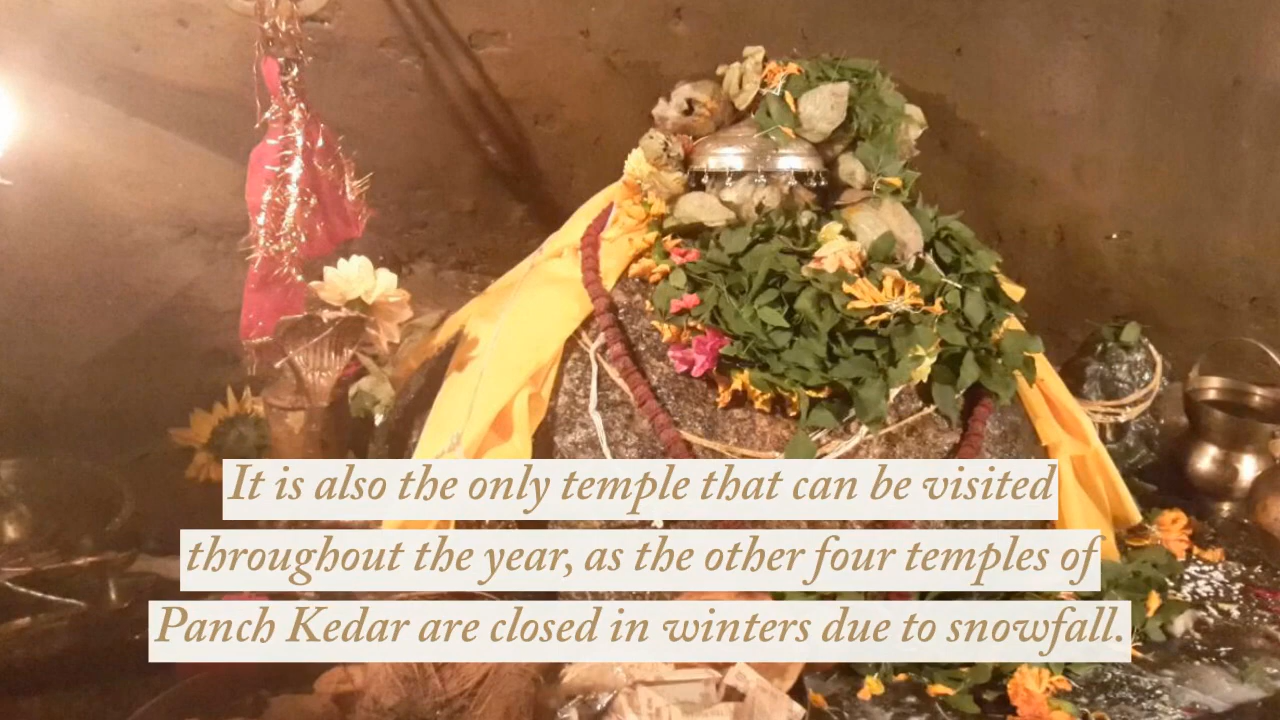 It is also the only temple that can be visited
throughout the year, as the other four temples of
Panch Kedar are closed in winters due to snowfall.